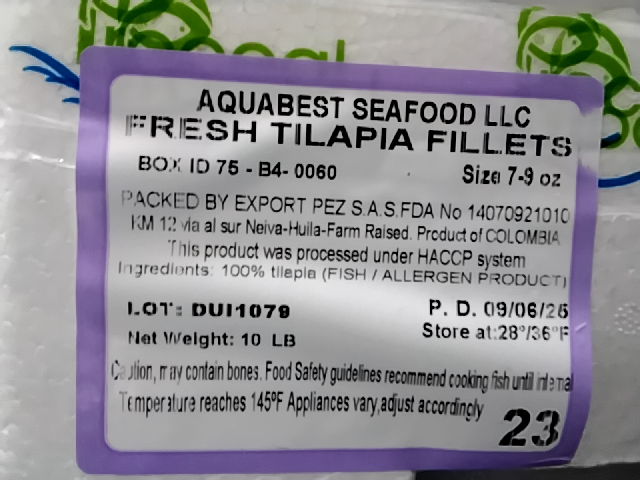 AQUABEST SEAFOOD LLC
FRESH TILAPIA FILLETS
BOX ID 75 - B4- 0060 Size 7-9 oz
PACKED BY EXPORT PEZ S.A.S.FDA No 14070921010
KM 12 via al sur Neiva-Huila-Farm Raised. Product of COLOMBIA
This product was processed under HACCP system
Ingredients: 100% tilapia (FISH / ALLERGEN PRODUCT)
LOT: DUI1079 P. D. 09/06/25
Net Weight: 10 LB Store at:28°/36°F
Caution, may contain bones. Food Safety guidelines recommend cooking fish until internal
Temperature reaches 145ºF Appliances vary,adjust accordingly
23